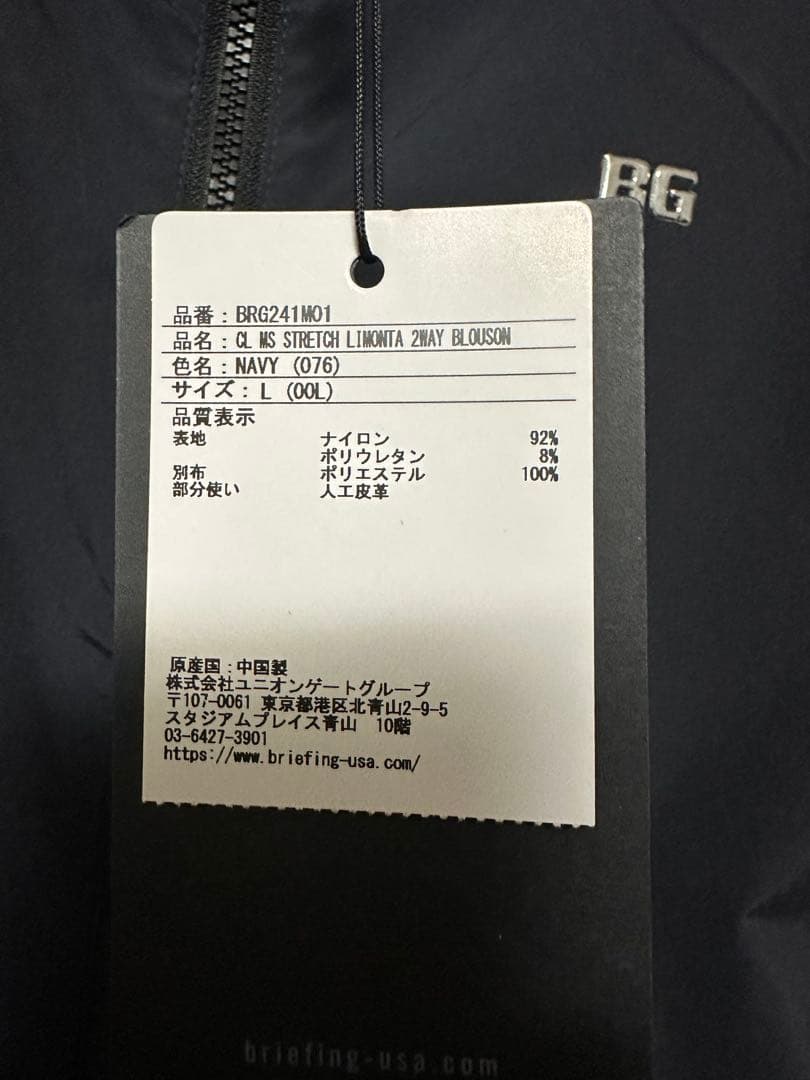 BG
品番：BRG241M01
品名：CL MS STRETCH LIMONTA 2WAY BLOUSON
色名：NAVY (076)
サイズ：L (00L)
品質表示
表地 ナイロン 92%
ポリウレタン 8%
別布 ポリエステル 100%
部分使い 人工皮革
原産国：中国製
株式会社ユニオンゲートグループ
〒107-0061 東京都港区北青山2-9-5
スタジアムプレイス青山 10階
03-6427-3901
https://www.briefing-usa.com/
briefing-usa.com